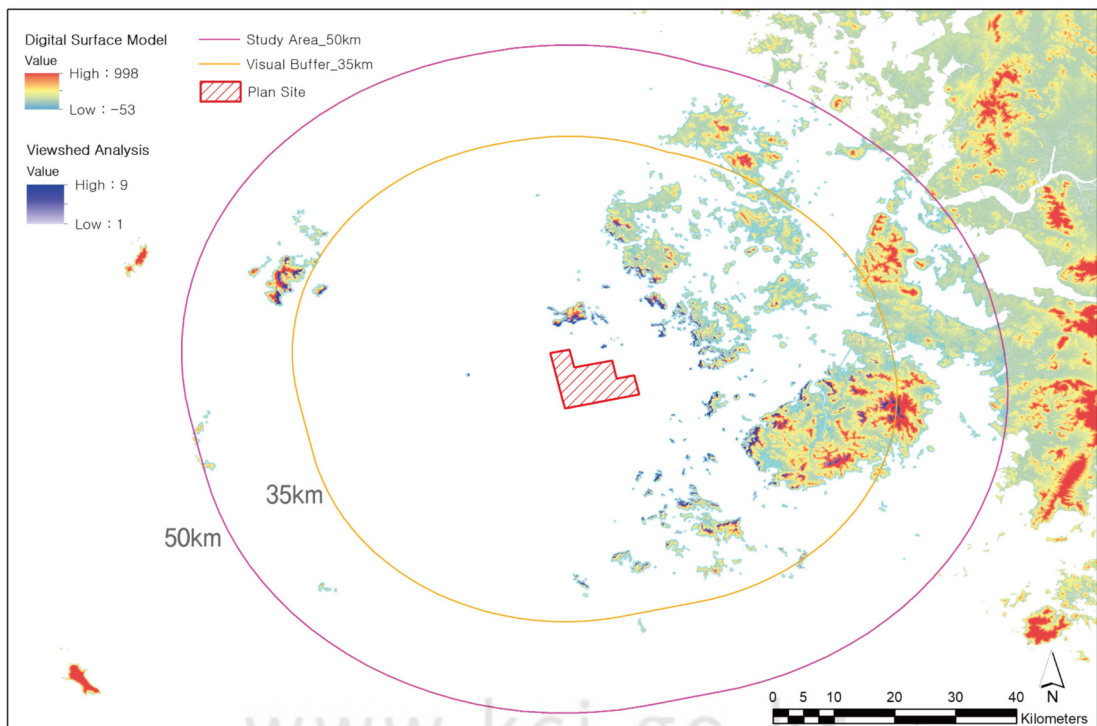 Digital Surface Model
Value
High : 998
Low : -53
Viewshed Analysis
Value
High : 9
Low : 1
Study Area_50km
Visual Buffer_35km
Plan Site
35km
50km
N
0 5 10 20 30 40
Kilometers